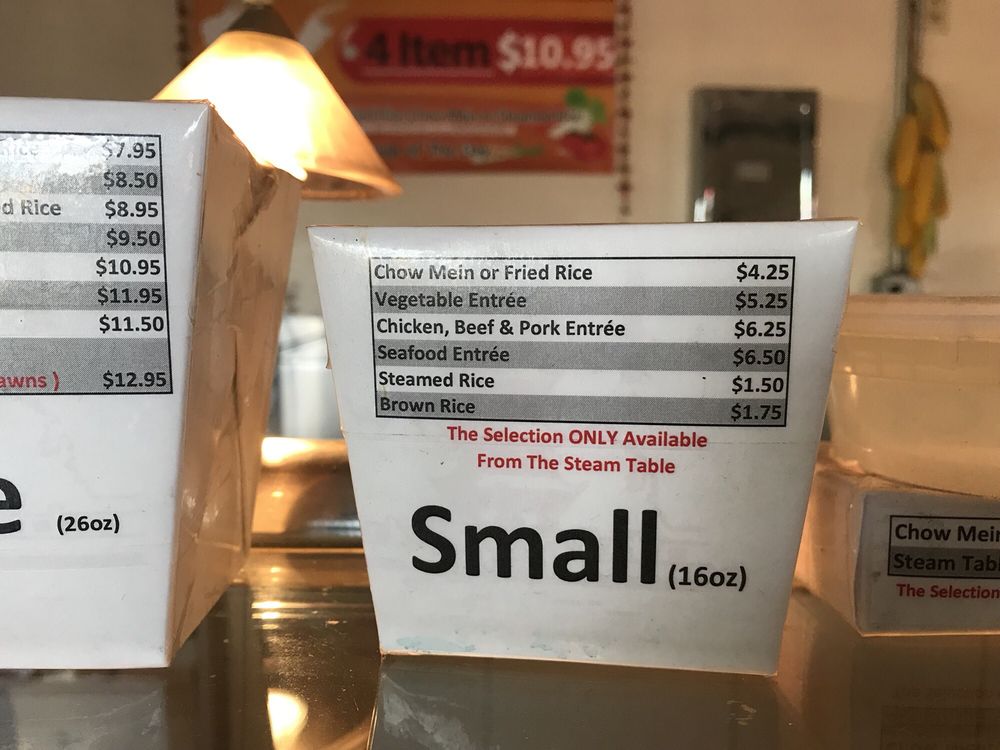 4 Item $10.95
Rice $7.95
$8.50
d Rice $8.95
$9.50
$10.95
$11.95
$11.50
awns ) $12.95
e (26oz)
Chow Mein or Fried Rice $4.25
Vegetable Entrée $5.25
Chicken, Beef & Pork Entrée $6.25
Seafood Entrée $6.50
Steamed Rice $1.50
Brown Rice $1.75
The Selection ONLY Available
From The Steam Table
Small (16oz)
Chow Mein
Steam Tab
The Selection